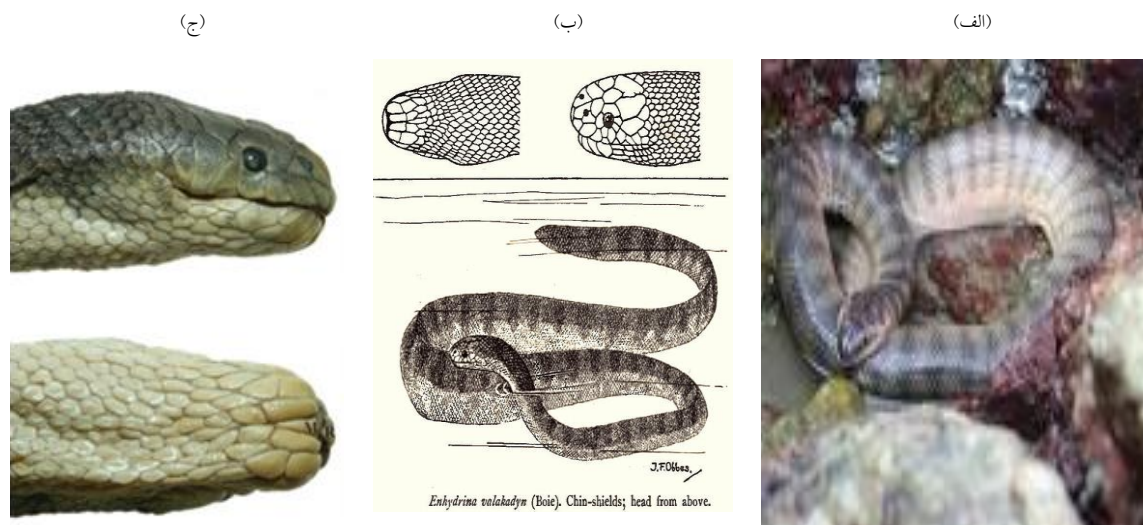 (الف)
(ب)
(ج)
J.F.Obbes.
Enhydrina valakadyn (Boie). Chin-shields; head from above.